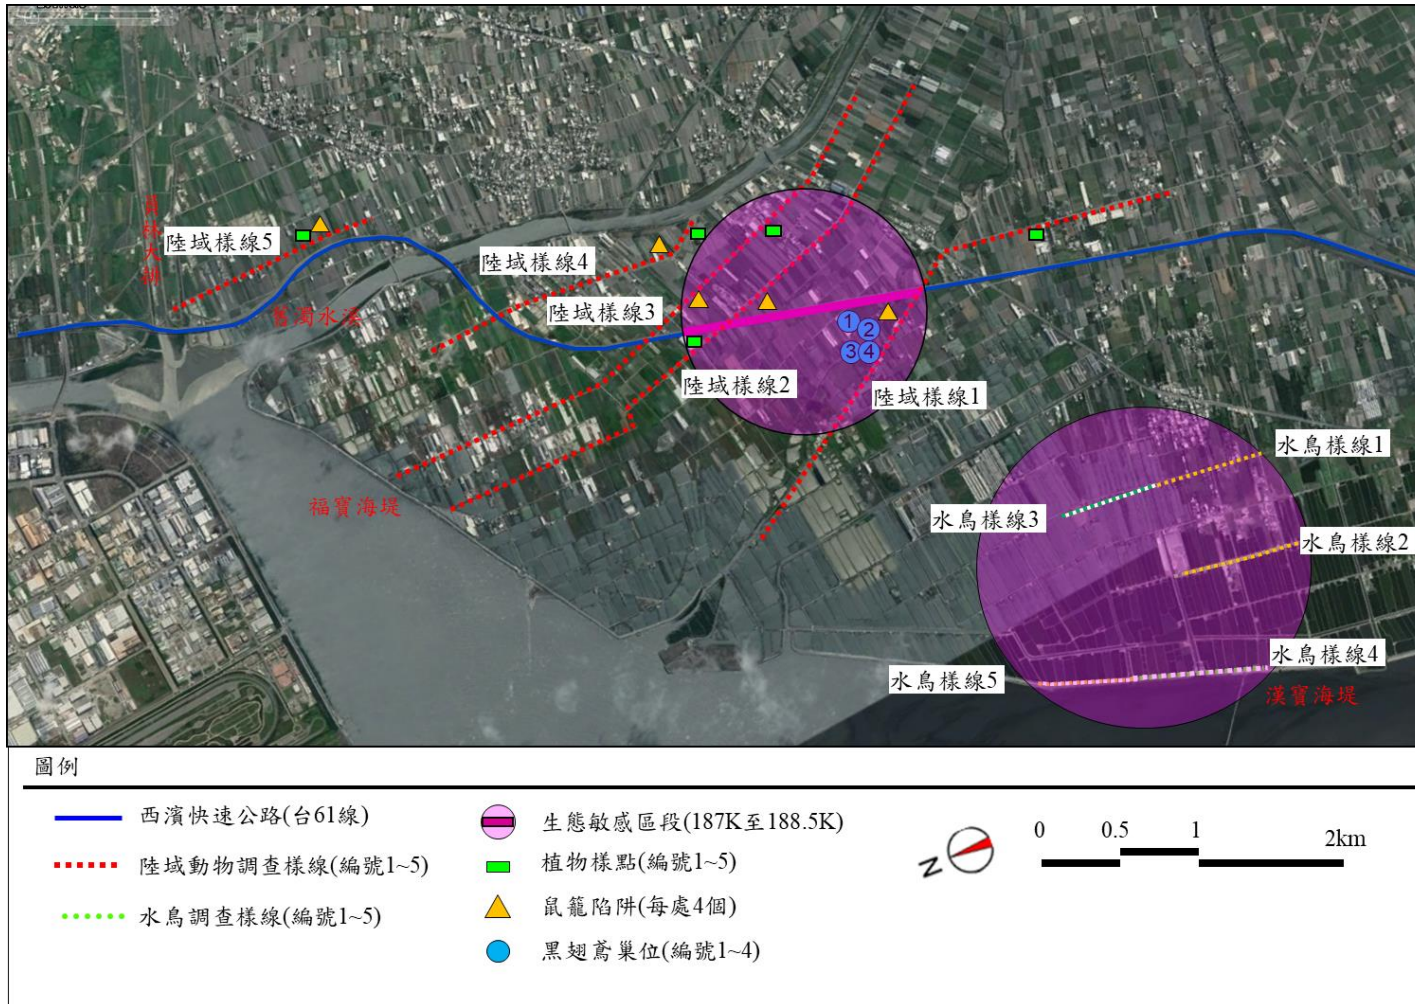 員林大排
陸域樣線5
陸域樣線4
舊濁水溪
陸域樣線3
1
2
3
4
陸域樣線2
陸域樣線1
水鳥樣線1
福寶海堤
水鳥樣線3
水鳥樣線2
水鳥樣線4
水鳥樣線5
漢寶海堤
圖例
西濱快速公路(台61線)
陸域動物調查樣線(編號1~5)
水鳥調查樣線(編號1~5)
生態敏感區段(187K至188.5K)
植物樣點(編號1~5)
鼠籠陷阱(每處4個)
黑翅鳶巢位(編號1~4)
N
0 0.5 1 2km